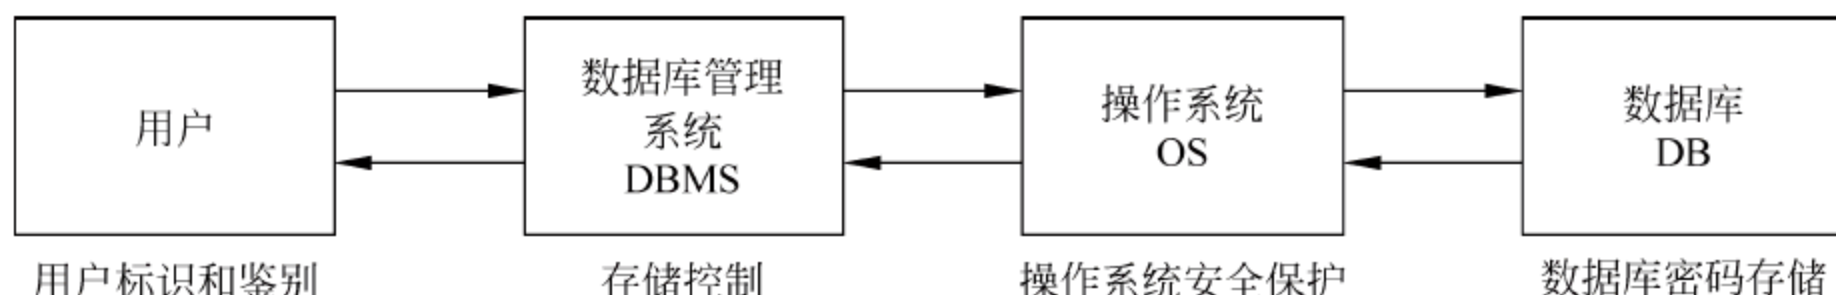 用户
数据库管理
系统
DBMS
操作系统
OS
数据库
DB
用户标识和鉴别
存储控制
操作系统安全保护
数据库密码存储